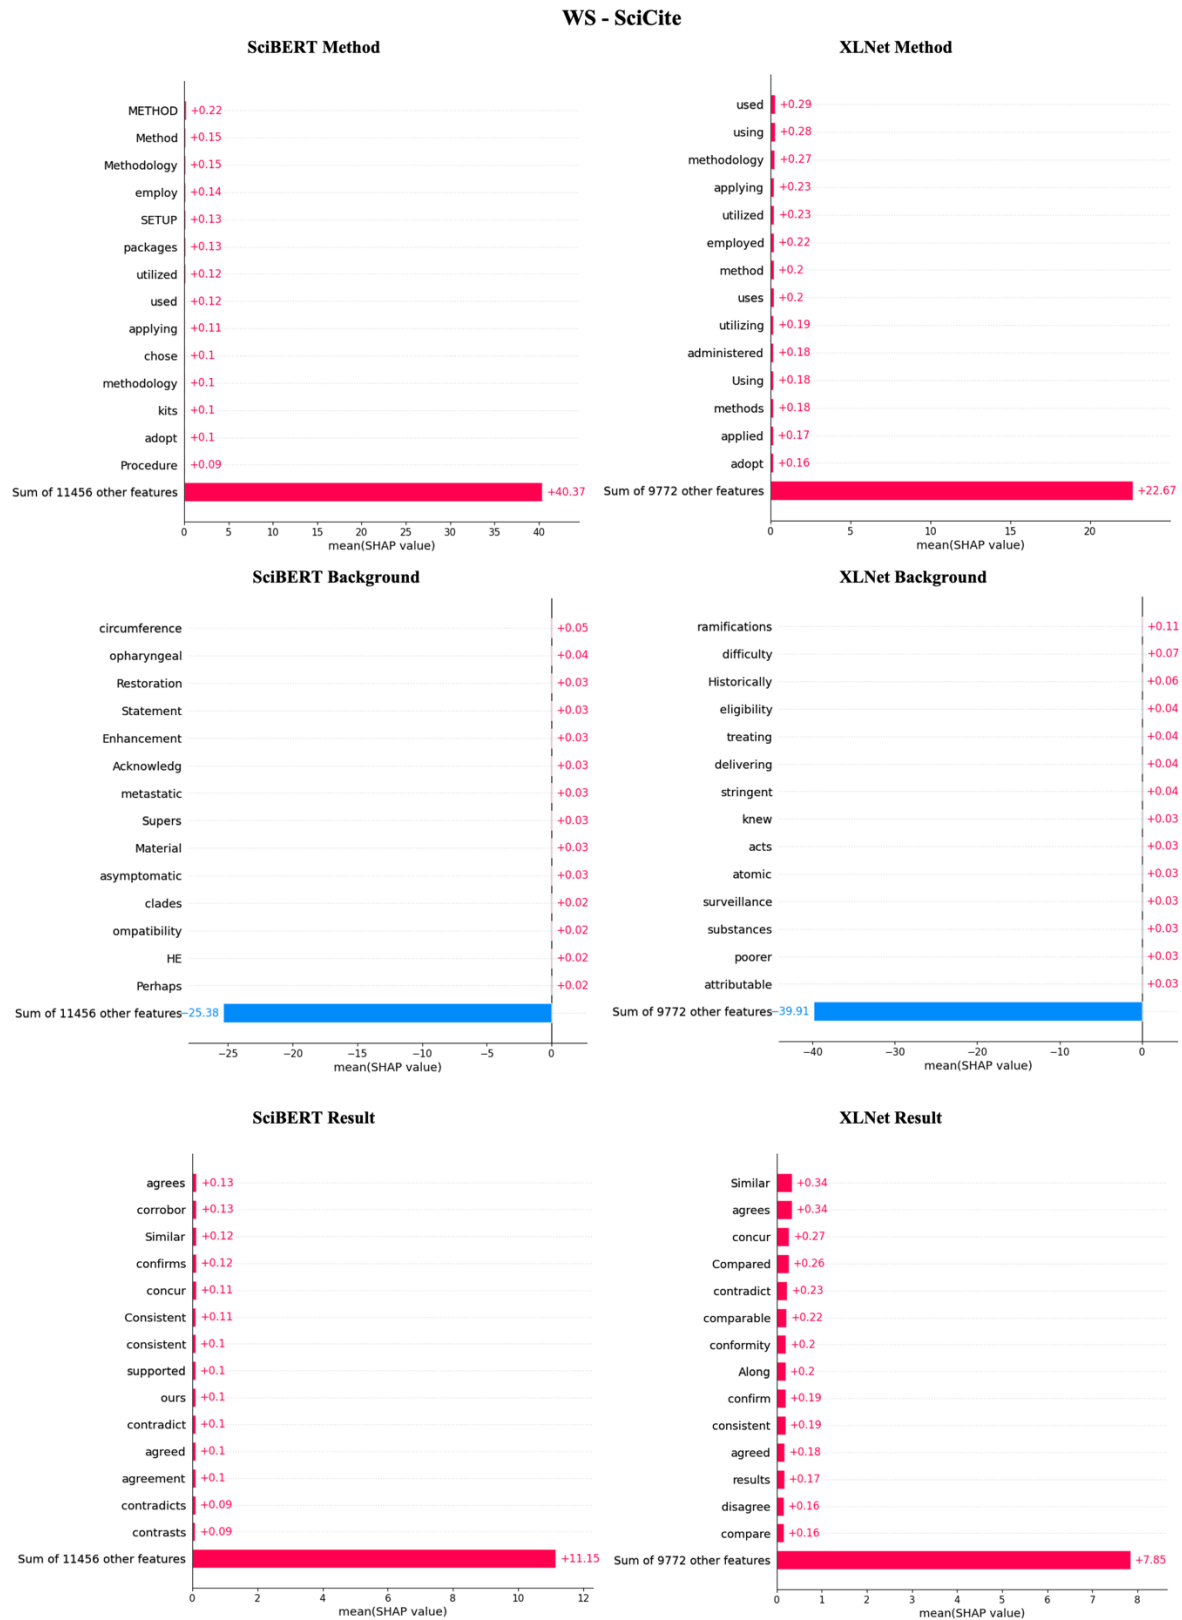 WS - SciCite
SciBERT Method
METHOD +0.22
Method +0.15
Methodology +0.15
employ +0.14
SETUP +0.13
packages +0.13
utilized +0.12
used +0.12
applying +0.11
chose +0.1
methodology +0.1
kits +0.1
adopt +0.1
Procedure +0.09
Sum of 11456 other features +40.37
0 5 10 15 20 25 30 35 40
mean(SHAP value)
XLNet Method
used +0.29
using +0.28
methodology +0.27
applying +0.23
utilized +0.23
employed +0.22
method +0.2
uses +0.2
utilizing +0.19
administered +0.18
Using +0.18
methods +0.18
applied +0.17
adopt +0.16
Sum of 9772 other features +22.67
0 5 10 15 20
mean(SHAP value)
SciBERT Background
circumference +0.05
opharyngeal +0.04
Restoration +0.03
Statement +0.03
Enhancement +0.03
Acknowledg +0.03
metastatic +0.03
Supers +0.03
Material +0.03
asymptomatic +0.03
clades +0.02
ompatibility +0.02
HE +0.02
Perhaps +0.02
Sum of 11456 other features −25.38
−25 −20 −15 −10 −5 0
mean(SHAP value)
XLNet Background
ramifications +0.11
difficulty +0.07
Historically +0.06
eligibility +0.04
treating +0.04
delivering +0.04
stringent +0.04
knew +0.03
acts +0.03
atomic +0.03
surveillance +0.03
substances +0.03
poorer +0.03
attributable +0.03
Sum of 9772 other features −39.91
−40 −30 −20 −10 0
mean(SHAP value)
SciBERT Result
agrees +0.13
corrobor +0.13
Similar +0.12
confirms +0.12
concur +0.11
Consistent +0.11
consistent +0.1
supported +0.1
ours +0.1
contradict +0.1
agreed +0.1
agreement +0.1
contradicts +0.09
contrasts +0.09
Sum of 11456 other features +11.15
0 2 4 6 8 10 12
mean(SHAP value)
XLNet Result
Similar +0.34
agrees +0.34
concur +0.27
Compared +0.26
contradict +0.23
comparable +0.22
conformity +0.2
Along +0.2
confirm +0.19
consistent +0.19
agreed +0.18
results +0.17
disagree +0.16
compare +0.16
Sum of 9772 other features +7.85
0 1 2 3 4 5 6 7 8
mean(SHAP value)